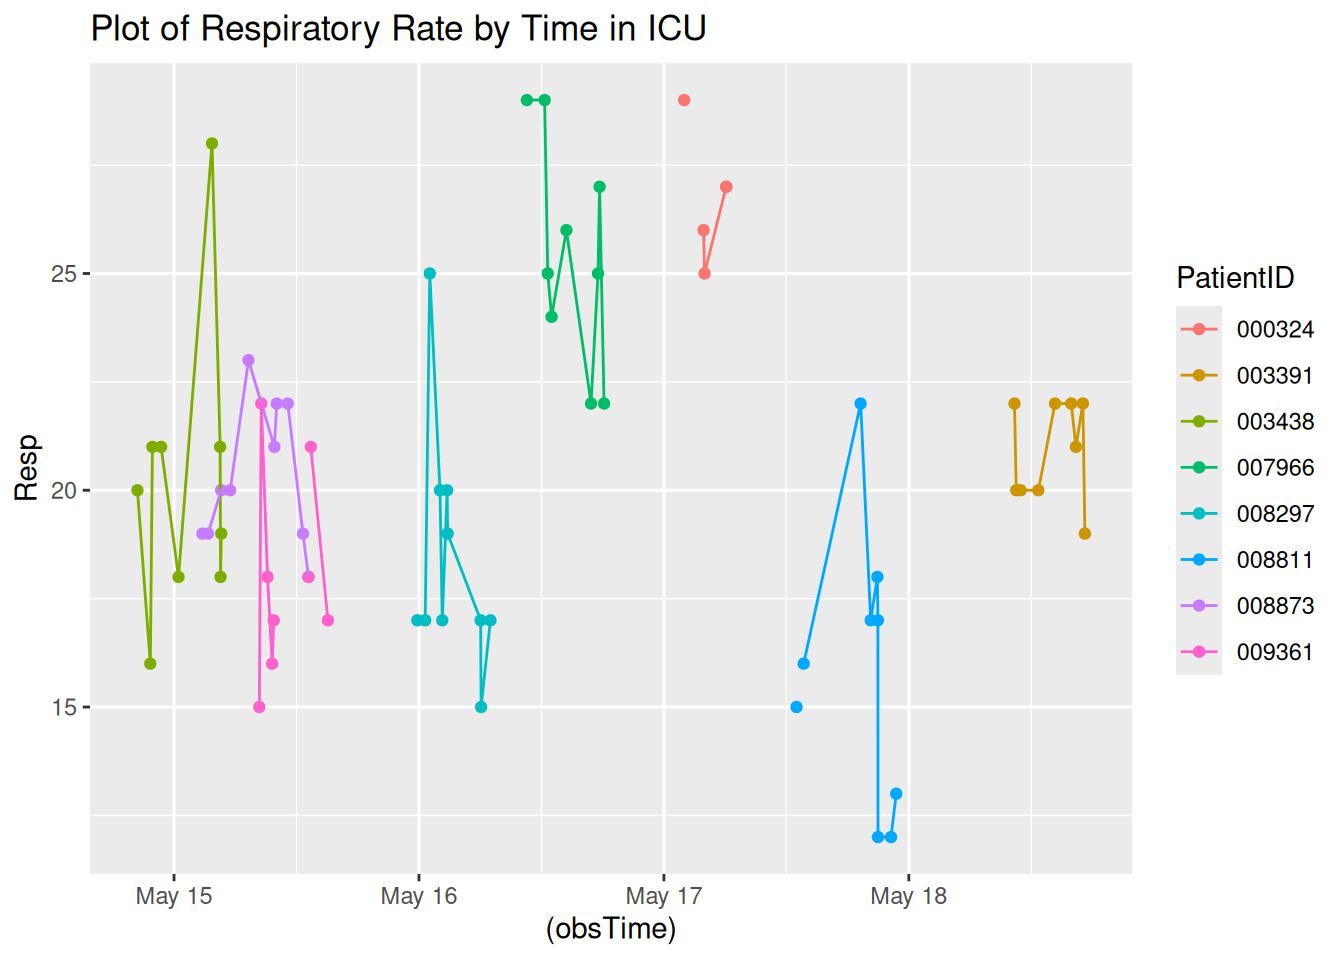 Plot of Respiratory Rate by Time in ICU
Resp
25
20
15
May 15
May 16
May 17
May 18
(obsTime)
PatientID
000324
003391
003438
007966
008297
008811
008873
009361